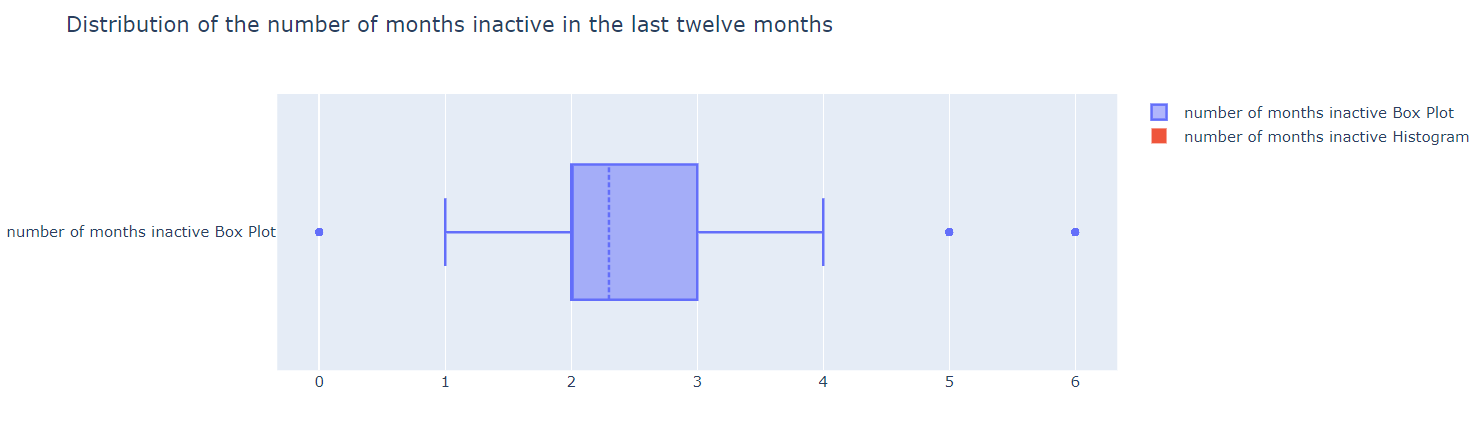 Distribution of the number of months inactive in the last twelve months
number of months inactive Box Plot
number of months inactive Histogram
number of months inactive Box Plot
0 1 2 3 4 5 6